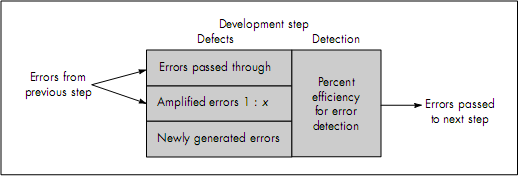 Development step
Defects
Detection
Errors from
previous step
Errors passed through
Amplified errors 1 : x
Newly generated errors
Percent
efficiency
for error
detection
Errors passed
to next step